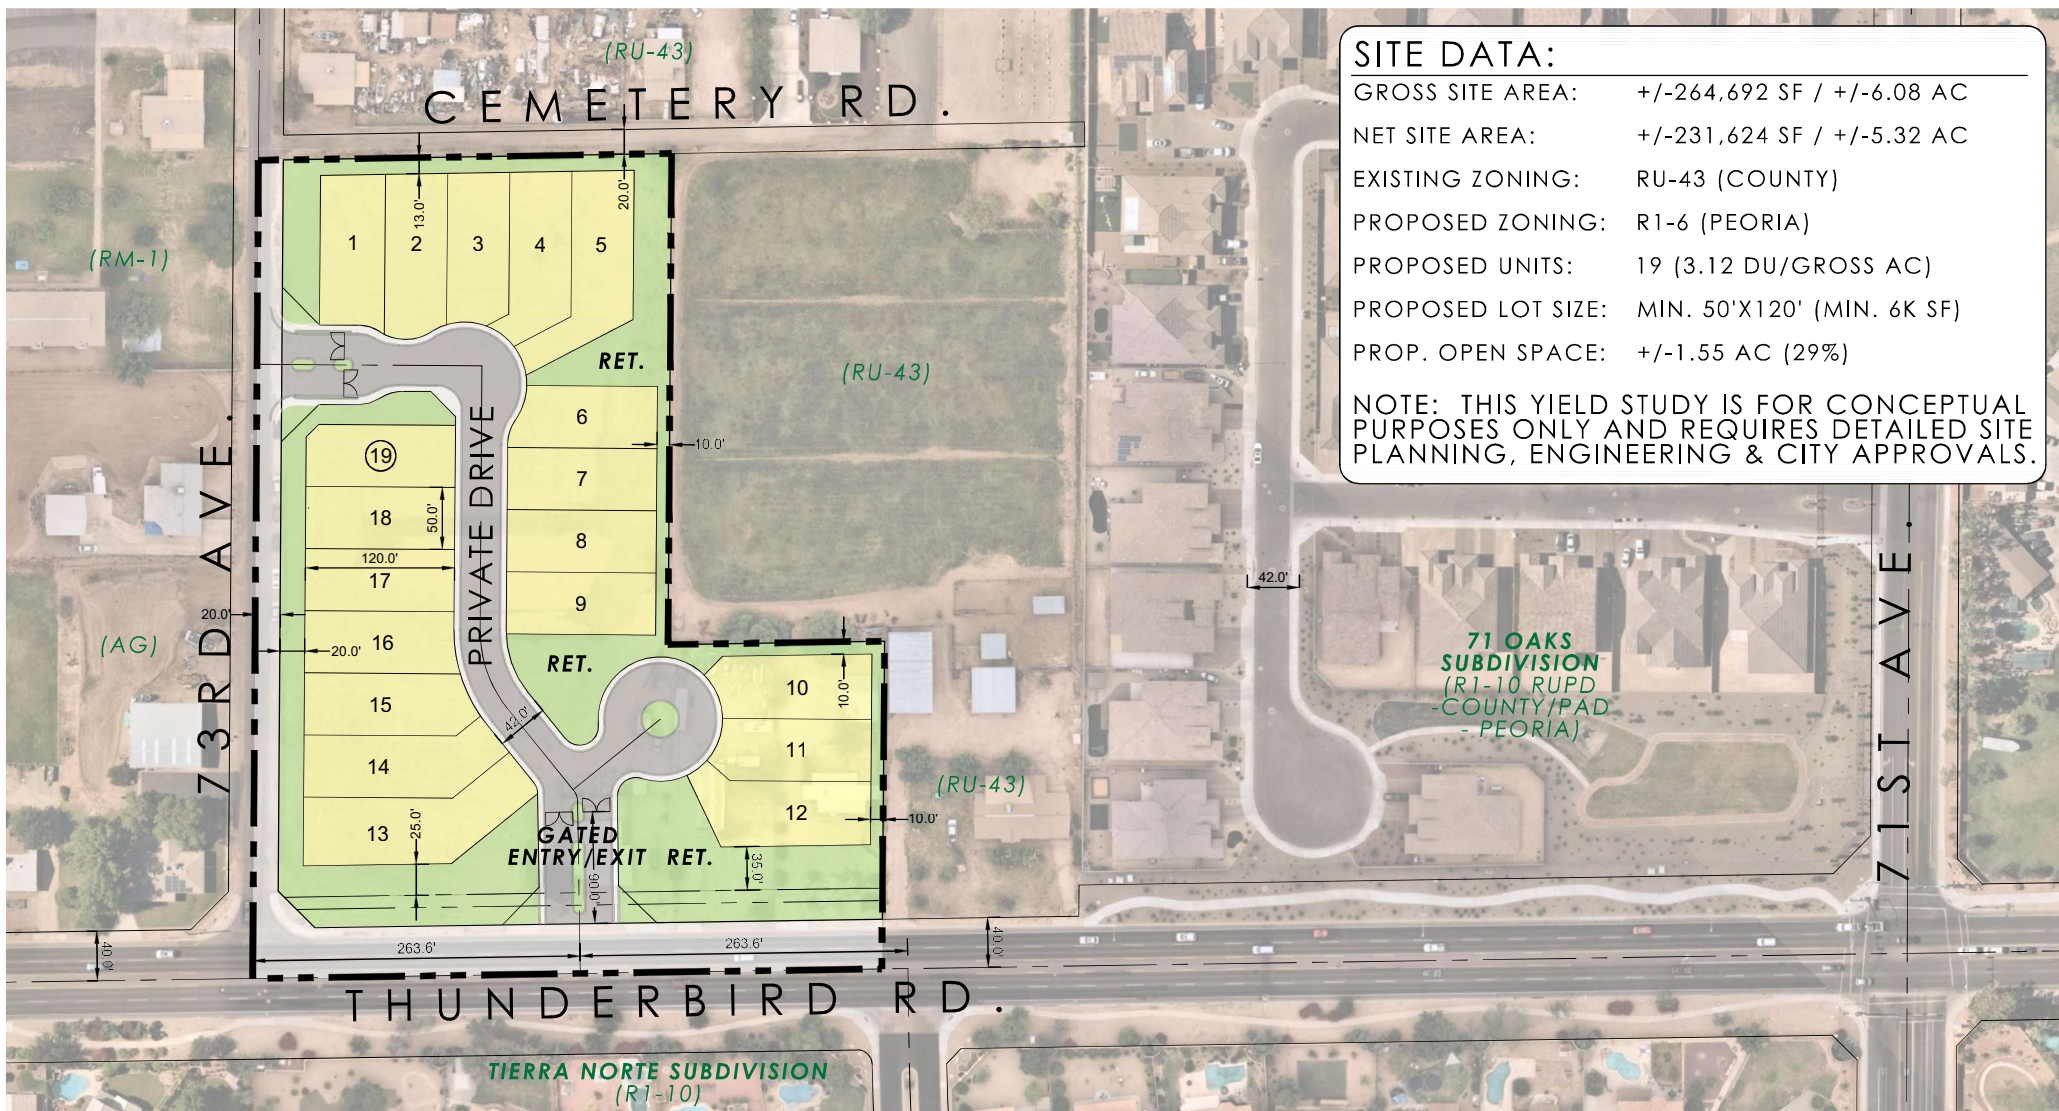 (RU-43)
CEMETERY RD.
SITE DATA:
GROSS SITE AREA: +/-264,692 SF / +/-6.08 AC
NET SITE AREA: +/-231,624 SF / +/-5.32 AC
EXISTING ZONING: RU-43 (COUNTY)
PROPOSED ZONING: R1-6 (PEORIA)
PROPOSED UNITS: 19 (3.12 DU/GROSS AC)
PROPOSED LOT SIZE: MIN. 50'X120' (MIN. 6K SF)
PROP. OPEN SPACE: +/-1.55 AC (29%)
NOTE: THIS YIELD STUDY IS FOR CONCEPTUAL
PURPOSES ONLY AND REQUIRES DETAILED SITE
PLANNING, ENGINEERING & CITY APPROVALS.
13.0'
20.0'
1
2
3
4
5
(RM-1)
RET.
(RU-43)
6
10.0'
7
8
9
19
18
50.0'
120.0'
17
16
15
14
13
PRIVATE DRIVE
73RD AVE.
20.0'
20.0'
(AG)
RET.
42.0'
10
10.0'
11
12
10.0'
(RU-43)
42.0'
71 OAKS
SUBDIVISION
(R1-10 RUPD
-COUNTY/PAD
- PEORIA)
71ST AVE.
25.0'
GATED
ENTRY/EXIT
RET.
90.0'
35.0'
40.0'
263.6'
263.6'
40.0'
THUNDERBIRD RD.
TIERRA NORTE SUBDIVISION
(R1-10)